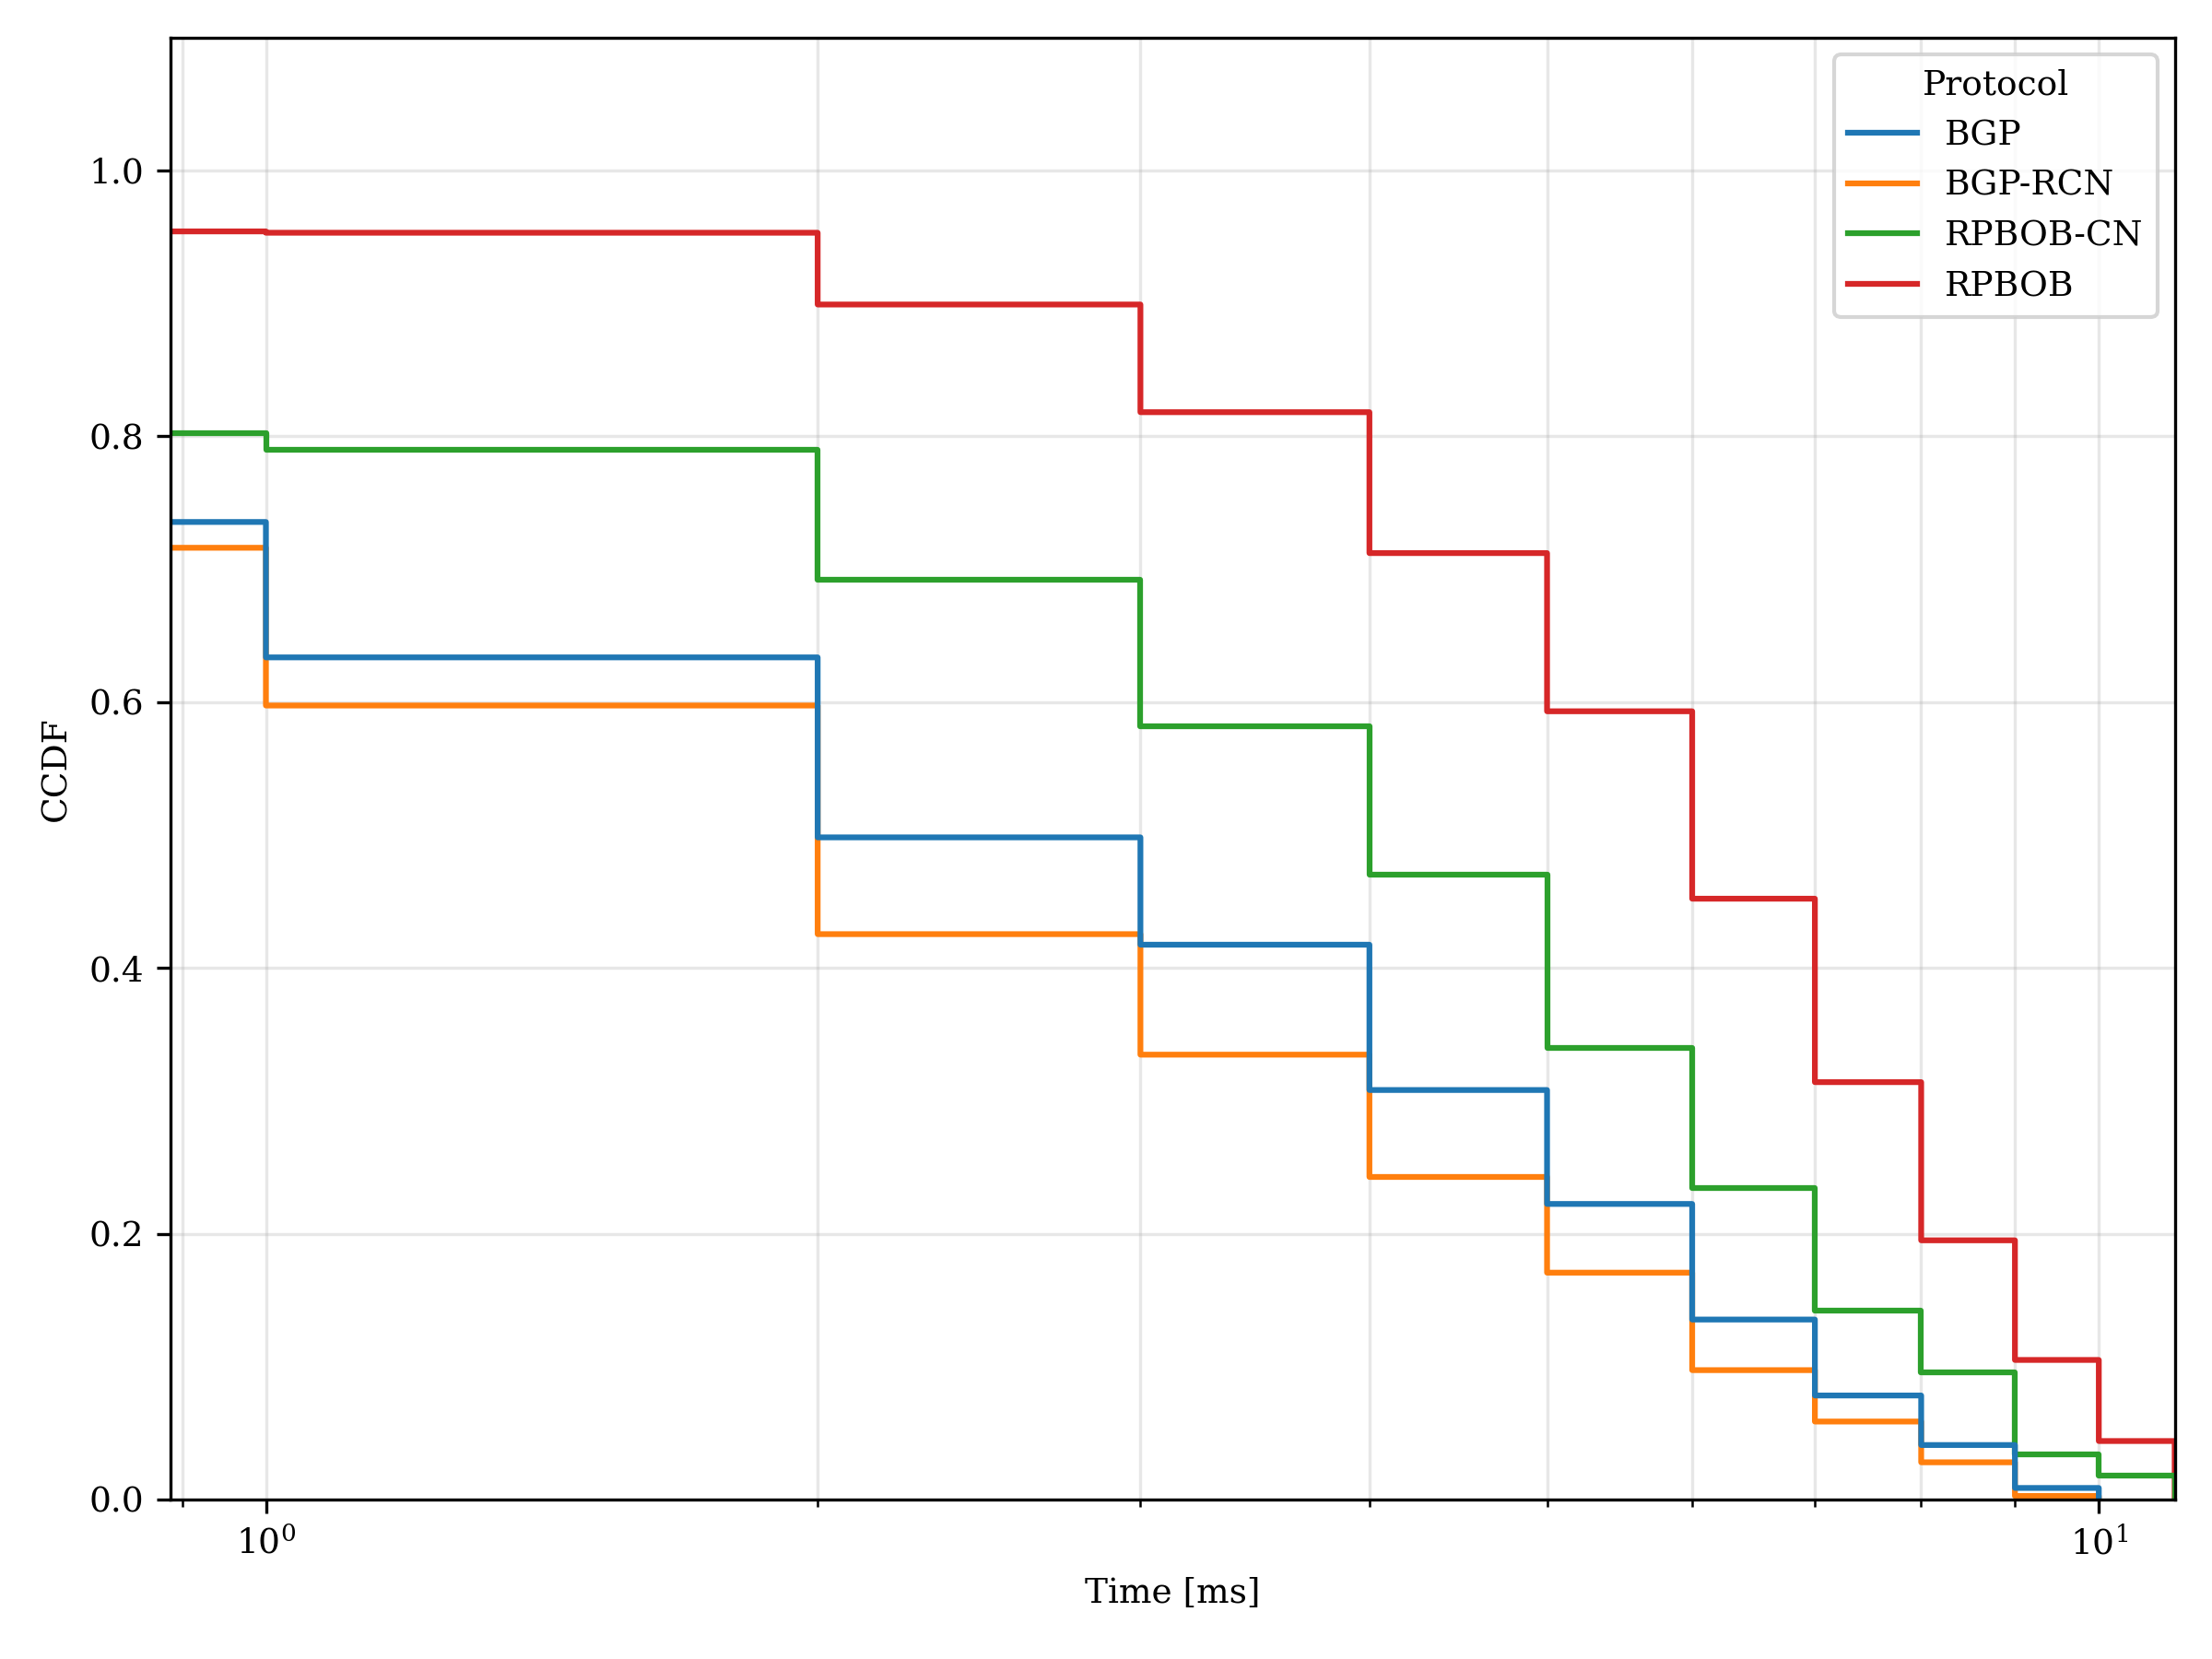 Protocol
BGP
BGP-RCN
RPBOB-CN
RPBOB
1.0
0.8
0.6
0.4
0.2
0.0
CCDF
10⁰
10¹
Time [ms]